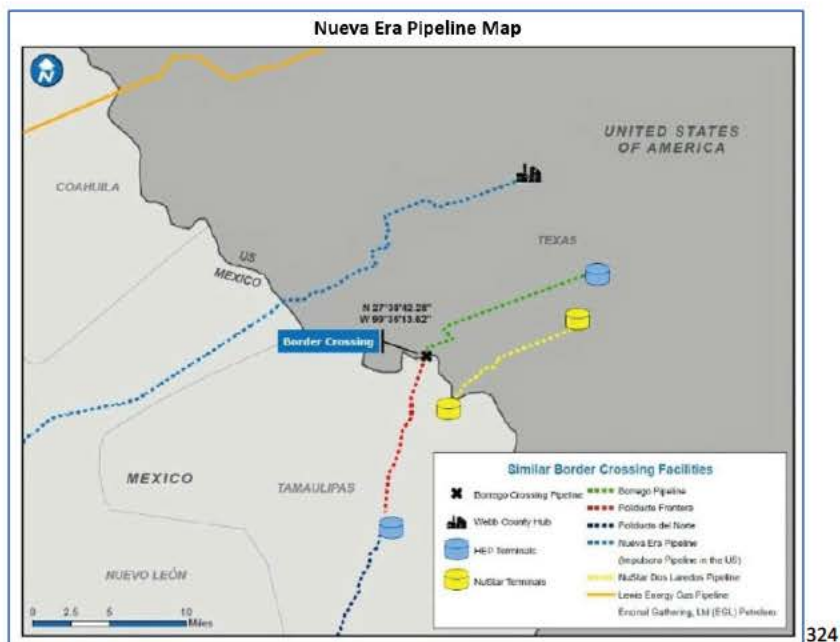 Nueva Era Pipeline Map
N
UNITED STATES
OF AMERICA
COAHUILA
TEXAS
US
MEXICO
N 27°38'42.28"
W 99°35'13.62"
Border Crossing
MEXICO
TAMAULIPAS
NUEVO LEÓN
0 2.5 5 10
Miles
Similar Border Crossing Facilities
Borrego Crossing Pipeline
Webb County Hub
HEP Terminals
NuStar Terminals
Borrego Pipeline
Poliducto Frontera
Poliducto del Norte
Nueva Era Pipeline
(Impulsora Pipeline in the US)
NuStar Dos Laredos Pipeline
Lewis Energy Gas Pipeline
Encinal Gathering, Ltd (EGL) Petrolero
324